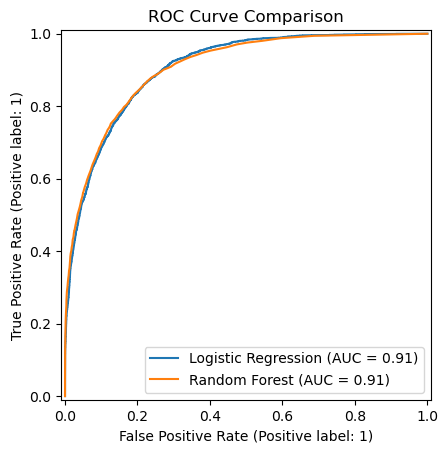 ROC Curve Comparison
True Positive Rate (Positive label: 1)
1.0
0.8
0.6
0.4
0.2
0.0
Logistic Regression (AUC = 0.91)
Random Forest (AUC = 0.91)
0.0 0.2 0.4 0.6 0.8 1.0
False Positive Rate (Positive label: 1)